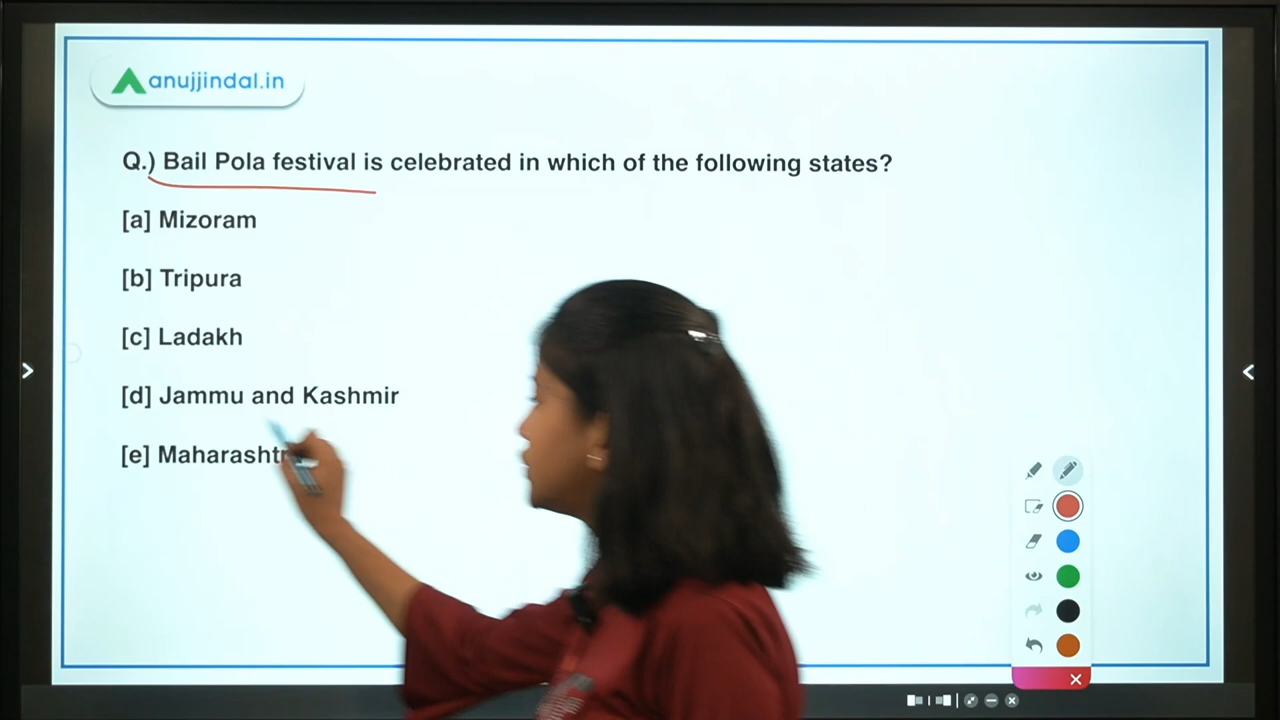 anujjindal.in
Q.) Bail Pola festival is celebrated in which of the following states?
[a] Mizoram
[b] Tripura
[c] Ladakh
[d] Jammu and Kashmir
[e]